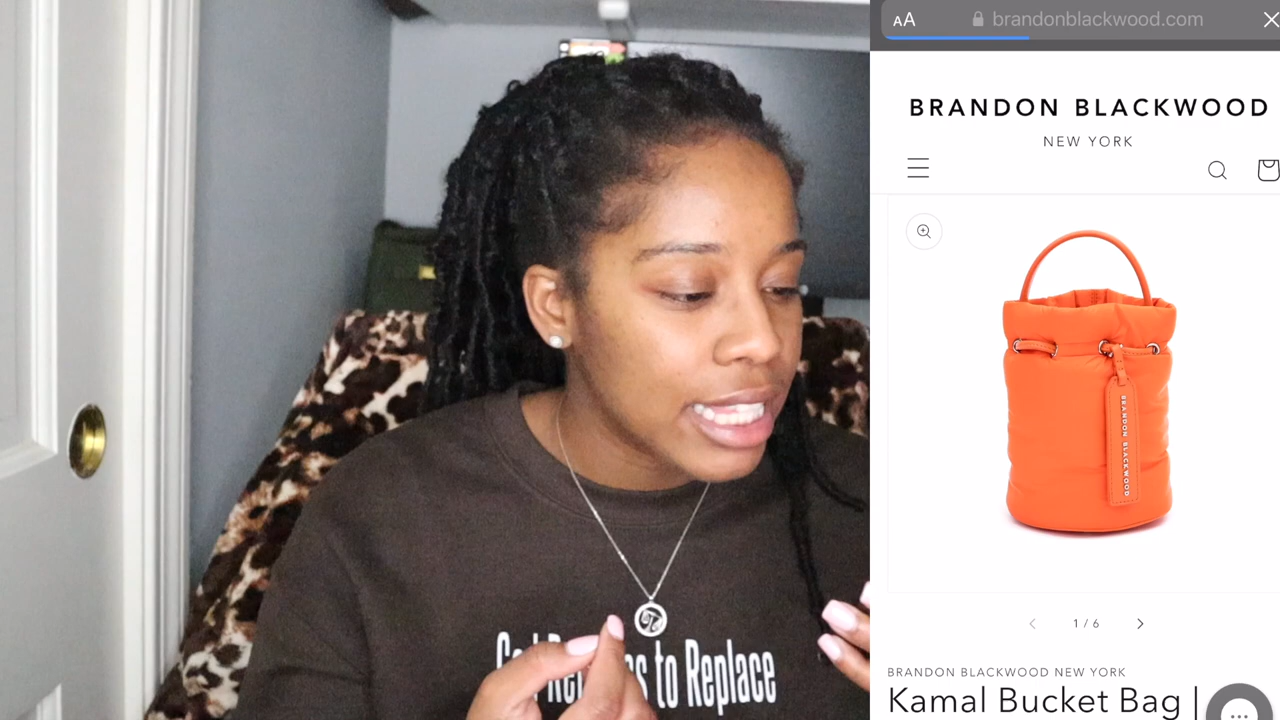 AA brandonblackwood.com
BRANDON BLACKWOOD
NEW YORK
BRANDON BLACKWOOD
1 / 6
BRANDON BLACKWOOD NEW YORK
Kamal Bucket Bag |
to Replace